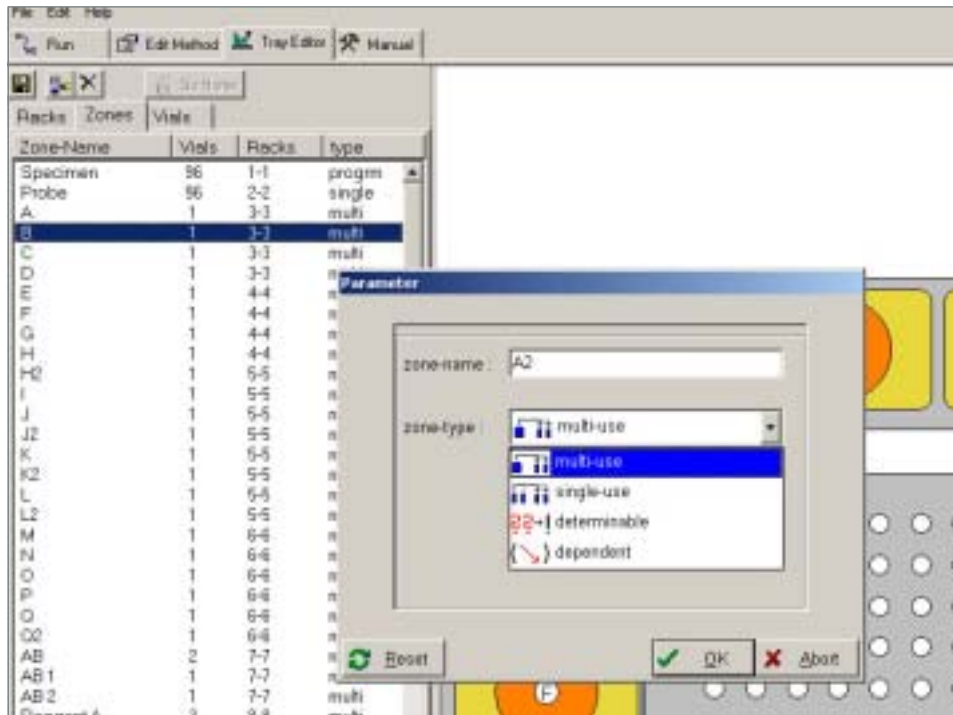 File Edit Help
Run Edit Method Tray Editor Manual
Racks Zones Vials
Zone-Name Vials Racks type
Specimen 96 1-1 progrm
Probe 96 2-2 single
A 1 3-3 multi
B 1 3-3 multi
C 1 3-3 multi
D 1 3-3
E 1 4-4
F 1 4-4
G 1 4-4
H 1 4-4
H2 1 5-5
I 1 5-5
J 1 5-5
J2 1 5-5
K 1 5-5
K2 1 5-5
L 1 5-5
L2 1 5-5
M 1 6-6
N 1 6-6
O 1 6-6
P 1 6-6
Q 1 6-6
Q2 1 6-6
AB 2 7-7
AB 1 1 7-7
AB 2 1 7-7 multi
Parameter
zone-name : A2
zone-type : multi-use
multi-use
single-use
determinable
dependent
Reset OK Abort
F